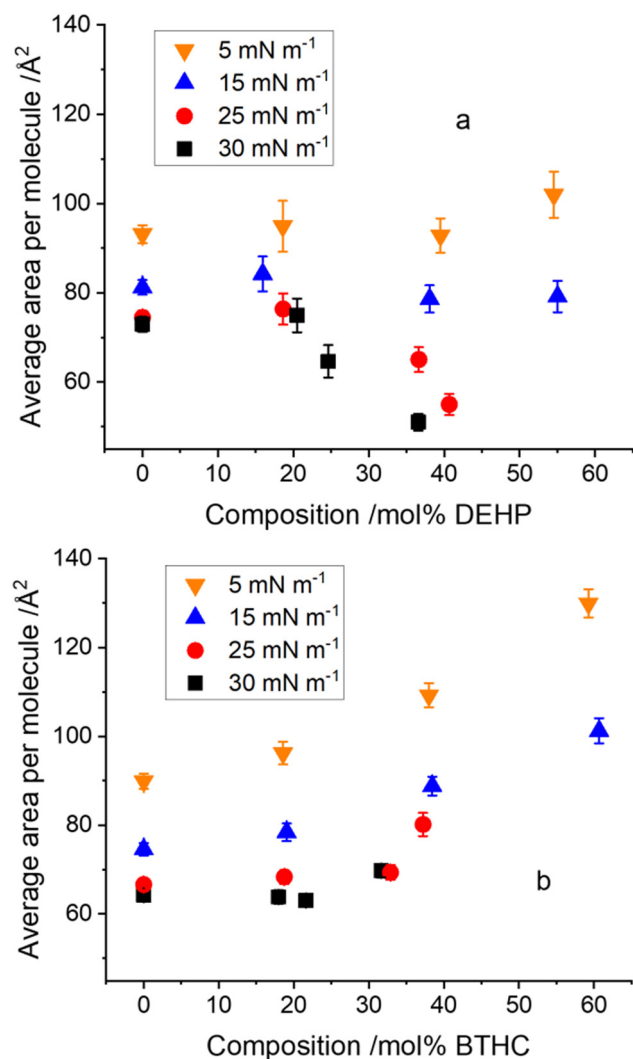 140
120
100
80
60
Average area per molecule /Å²
5 mN m⁻¹
15 mN m⁻¹
25 mN m⁻¹
30 mN m⁻¹
a
0 10 20 30 40 50 60
Composition /mol% DEHP
140
120
100
80
60
Average area per molecule /Å²
5 mN m⁻¹
15 mN m⁻¹
25 mN m⁻¹
30 mN m⁻¹
b
0 10 20 30 40 50 60
Composition /mol% BTHC